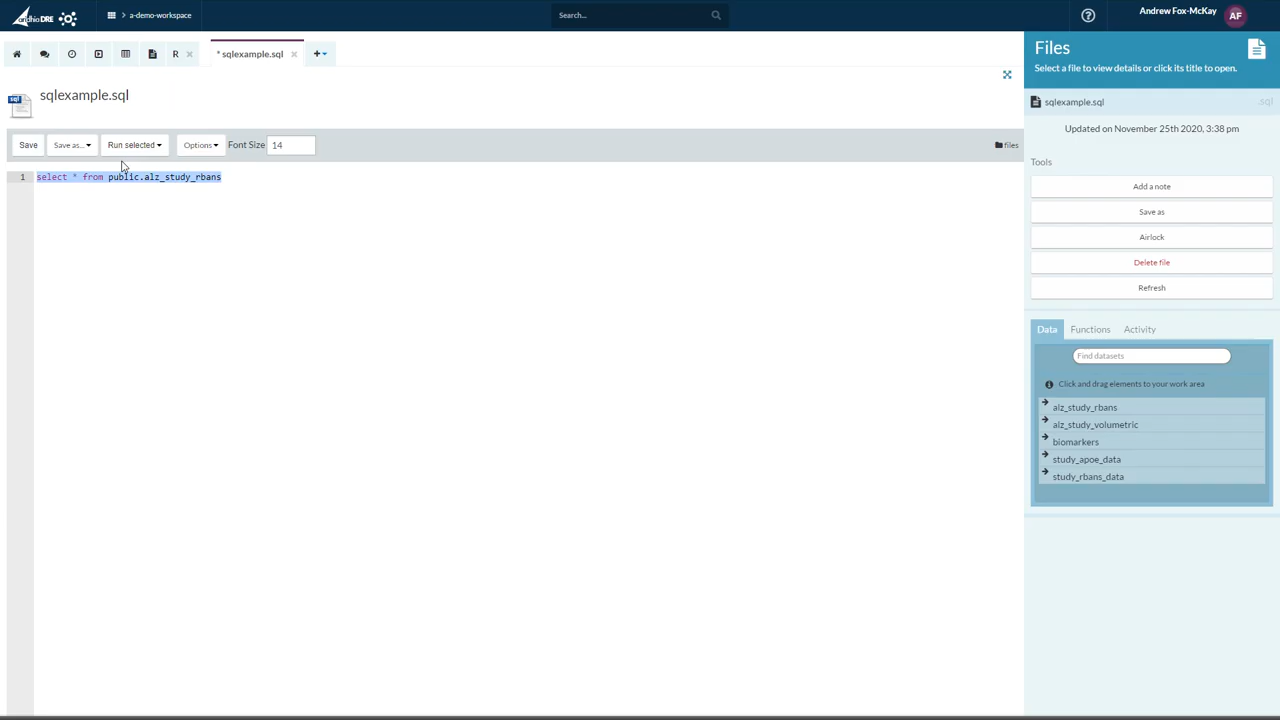 aridhia DRE
a-demo-workspace
Search...
Andrew Fox-McKay
AF
R
* sqlexample.sql
sql
sqlexample.sql
Save
Save as...
Run selected
Options
Font Size
14
files
1
select * from public.alz_study_rbans
Files
Select a file to view details or click its title to open.
sqlexample.sql
.sql
Updated on November 25th 2020, 3:38 pm
Tools
Add a note
Save as
Airlock
Delete file
Refresh
Data
Functions
Activity
Find datasets
Click and drag elements to your work area
alz_study_rbans
alz_study_volumetric
biomarkers
study_apoe_data
study_rbans_data